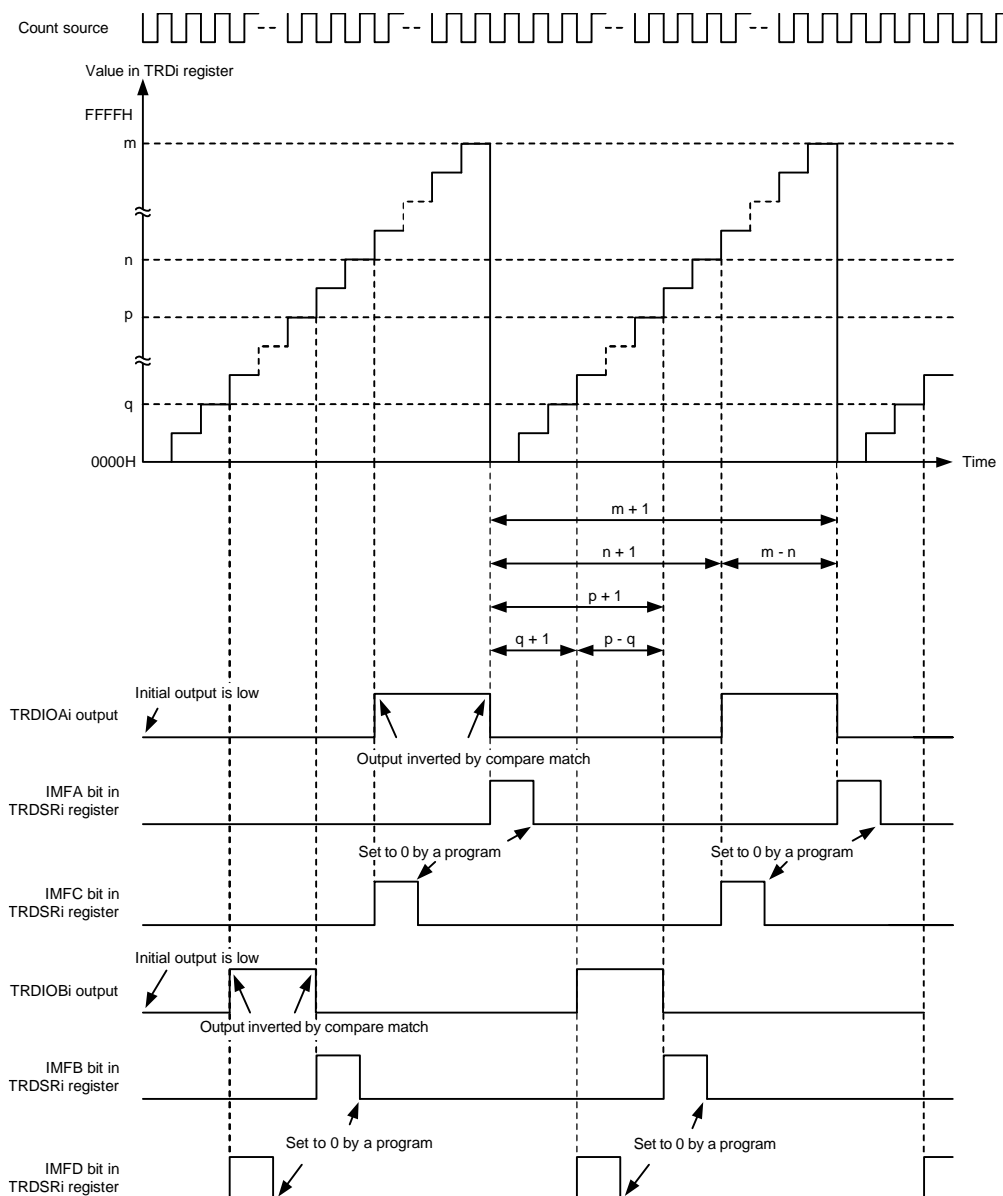 Count source
Value in TRDi register
FFFFH
m
n
p
q
0000H
Time
m + 1
n + 1
m - n
p + 1
q + 1
p - q
Initial output is low
TRDIOAi output
Output inverted by compare match
IMFA bit in
TRDSRi register
Set to 0 by a program
Set to 0 by a program
IMFC bit in
TRDSRi register
Initial output is low
TRDIOBi output
Output inverted by compare match
IMFB bit in
TRDSRi register
Set to 0 by a program
Set to 0 by a program
IMFD bit in
TRDSRi register